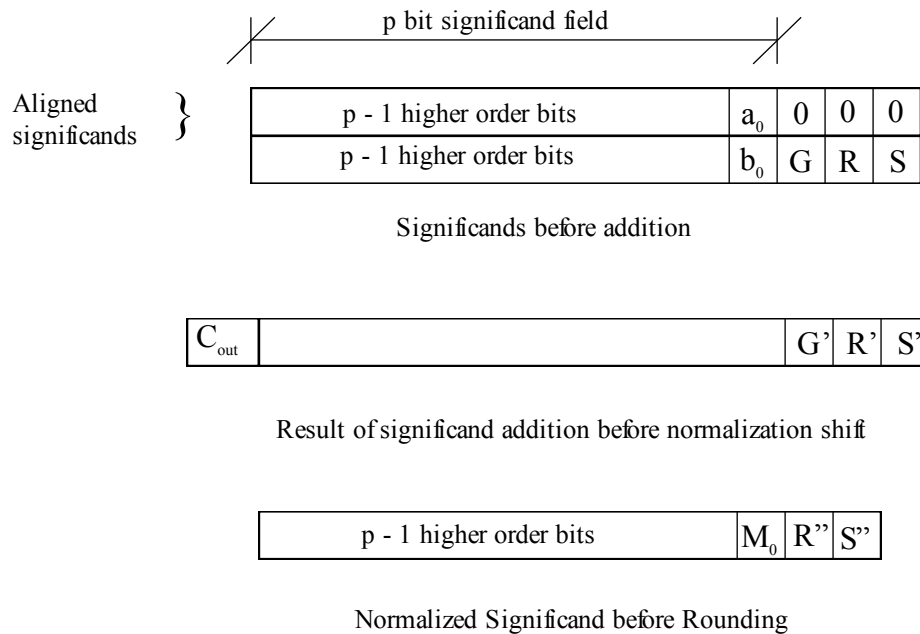 p bit significand field
Aligned
significands }
p - 1 higher order bits a₀ 0 0 0
p - 1 higher order bits b₀ G R S
Significands before addition
Cout G' R' S'
Result of significand addition before normalization shift
p - 1 higher order bits M₀ R'' S''
Normalized Significand before Rounding